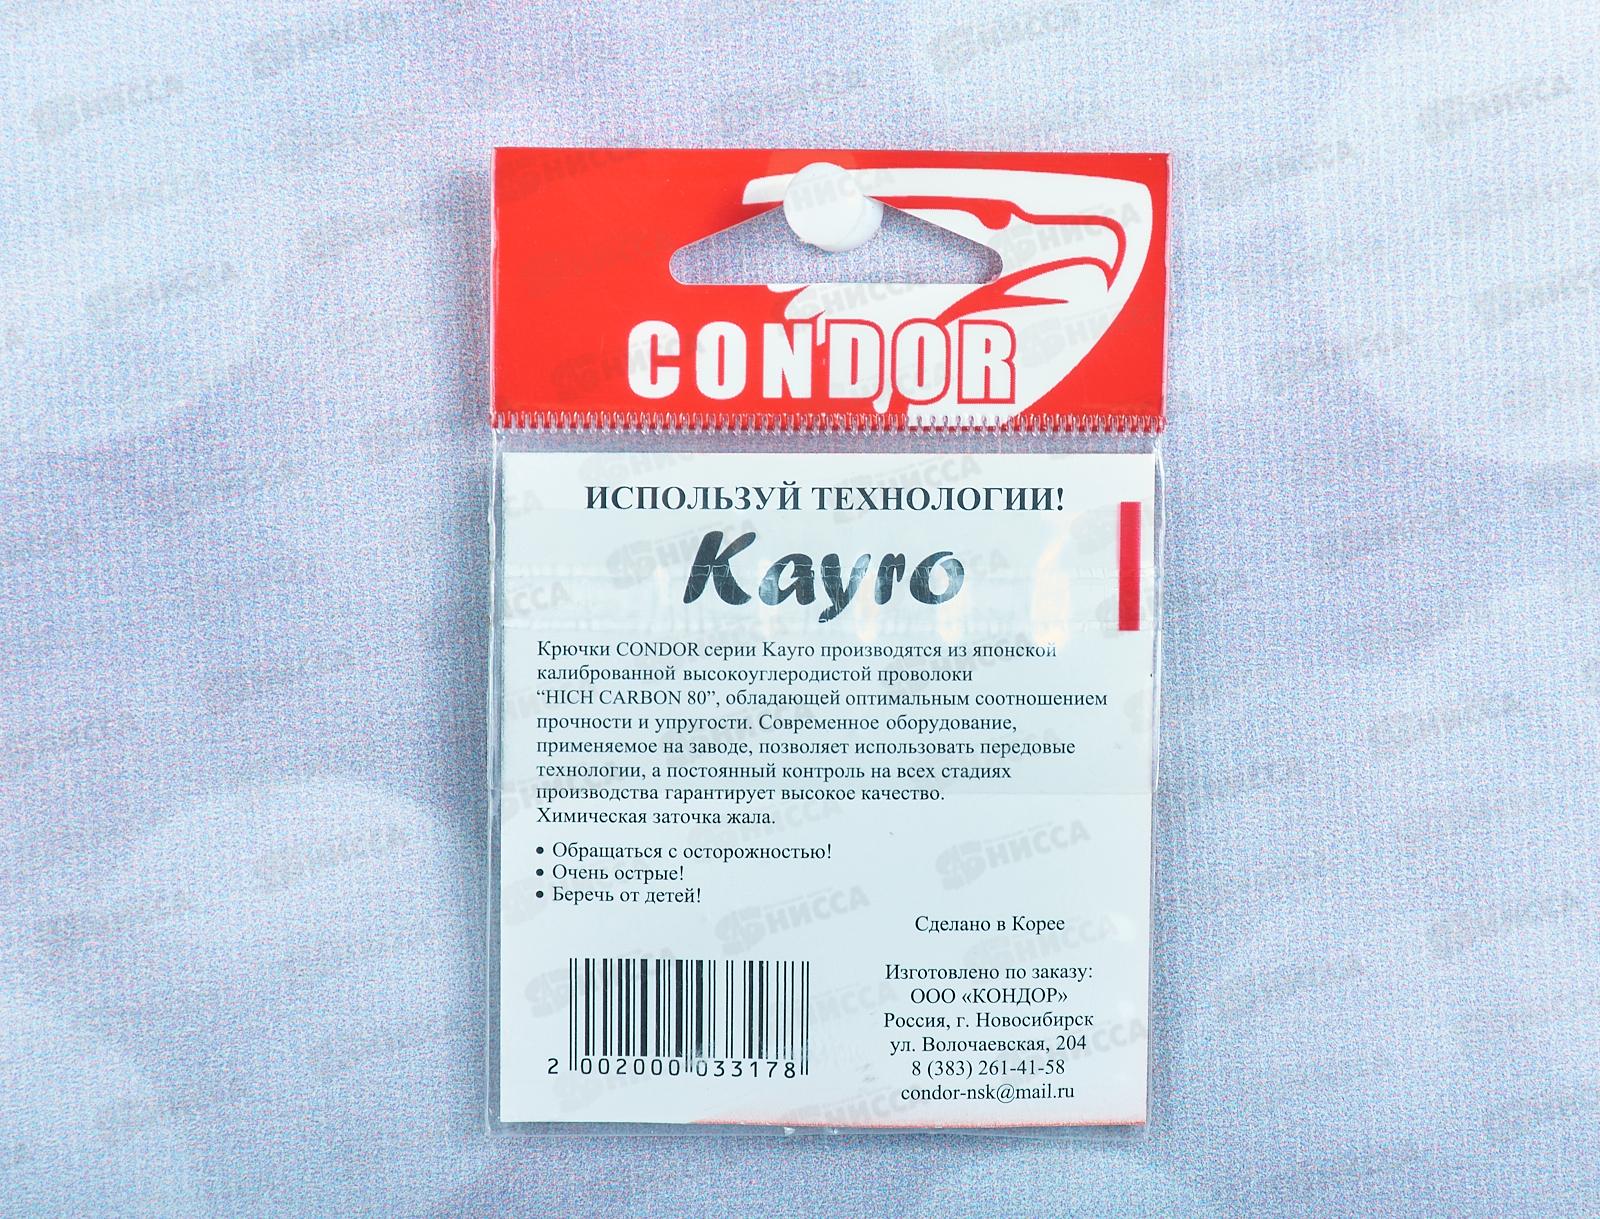 CONDOR
ИСПОЛЬЗУЙ ТЕХНОЛОГИИ!
Kayro
Крючки CONDOR серии Kayro производятся из японской
калиброванной высокоуглеродистой проволоки
“HICH CARBON 80”, обладающей оптимальным соотношением
прочности и упругости. Современное оборудование,
применяемое на заводе, позволяет использовать передовые
технологии, а постоянный контроль на всех стадиях
производства гарантирует высокое качество.
Химическая заточка жала.
• Обращаться с осторожностью!
• Очень острые!
• Беречь от детей!
Сделано в Корее
Изготовлено по заказу:
ООО «КОНДОР»
Россия, г. Новосибирск
ул. Волочаевская, 204
8 (383) 261-41-58
condor-nsk@mail.ru
2 002000 033178
НИССА